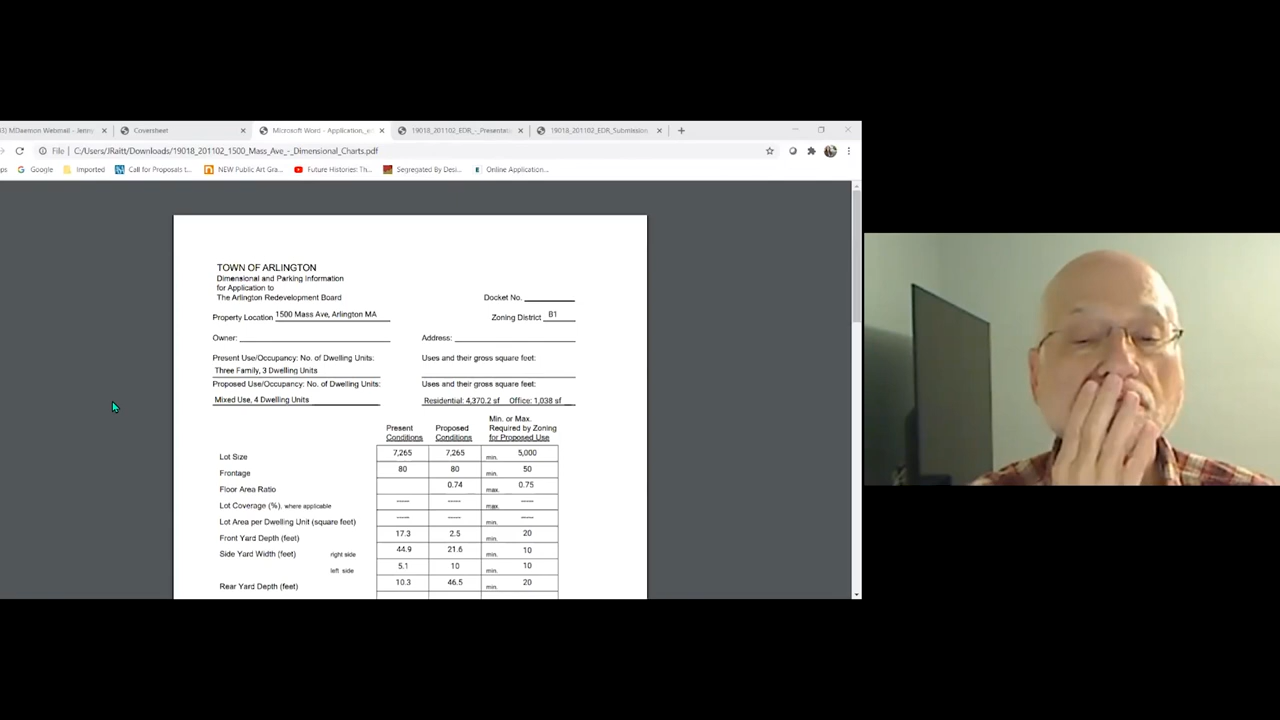 MDaemon Webmail - Jenny
Coversheet
Microsoft Word - Application_
19018_201102_EDR_-_Presentati
19018_201102_EDR_Submission
File
C:/Users/JRaitt/Downloads/19018_201102_1500_Mass_Ave_-_Dimensional_Charts.pdf
Google
Imported
Call for Proposals t...
NEW Public Art Gra...
Future Histories: Th...
Segregated By Desi...
Online Application...
TOWN OF ARLINGTON
Dimensional and Parking Information
for Application to
The Arlington Redevelopment Board
Docket No.
Property Location 1500 Mass Ave, Arlington MA
Zoning District B1
Owner:
Address:
Present Use/Occupancy: No. of Dwelling Units:
Uses and their gross square feet:
Three Family, 3 Dwelling Units
Proposed Use/Occupancy: No. of Dwelling Units:
Uses and their gross square feet:
Mixed Use, 4 Dwelling Units
Residential: 4,370.2 sf Office: 1,038 sf
Present Conditions
Proposed Conditions
Min. or Max. Required by Zoning for Proposed Use
Lot Size 7,265 7,265 min. 5,000
Frontage 80 80 min. 50
Floor Area Ratio 0.74 max. 0.75
Lot Coverage (%), where applicable ----- ----- max. -----
Lot Area per Dwelling Unit (square feet) ----- ----- min. -----
Front Yard Depth (feet) 17.3 2.5 min. 20
Side Yard Width (feet) right side 44.9 21.6 min. 10
left side 5.1 10 min. 10
Rear Yard Depth (feet) 10.3 46.5 min. 20